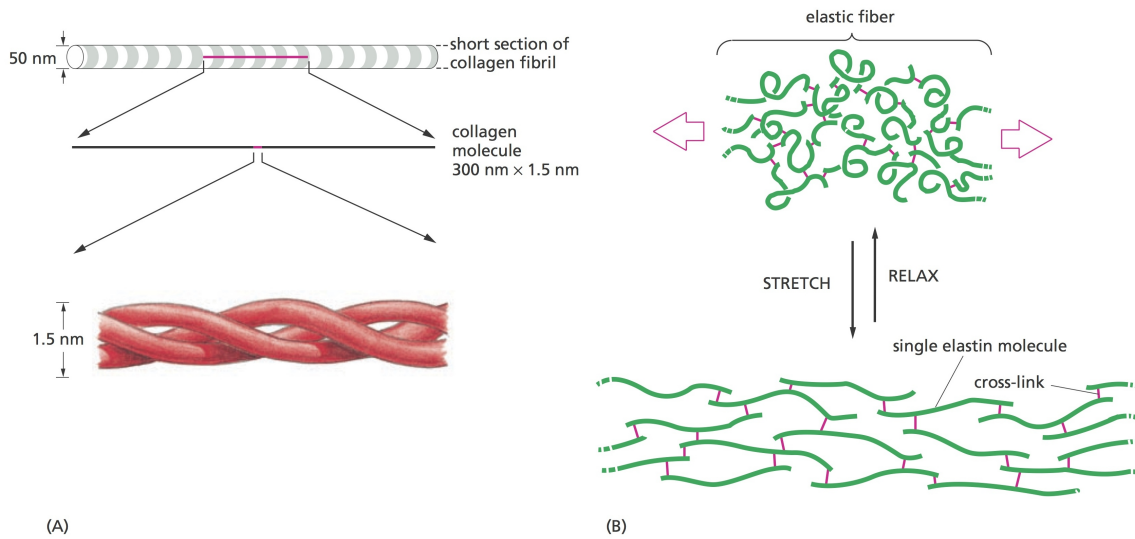 50 nm
short section of
collagen fibril
collagen
molecule
300 nm × 1.5 nm
1.5 nm
(A)
elastic fiber
STRETCH
RELAX
single elastin molecule
cross-link
(B)